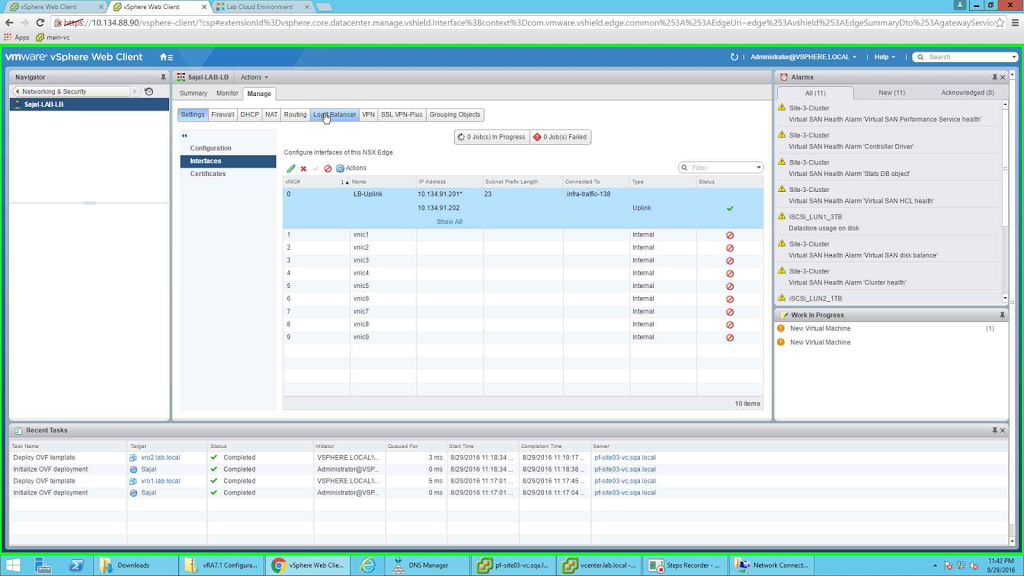 vSphere Web Client
vSphere Web Client
Lab Cloud Environment
https://10.134.88.90/vsphere-client/?csp#extensionId%3Dvsphere.core.datacenter.manage.vshield.Interface%3Bcontext%3Dcom.vmware.vshield.edge.common%253A%253AEdgeUri~edge%253Avshield%253AEdgeSummaryDto%253AgatewayServic
Apps main-vc
vmware vSphere Web Client
Administrator@VSPHERE.LOCAL Help Search
Navigator
Networking & Security
Sajal-LAB-LB
Sajal-LAB-LB Actions
Summary Monitor Manage
Settings Firewall DHCP NAT Routing Load Balancer VPN SSL VPN-Plus Grouping Objects
0 Job(s) In Progress 0 Job(s) Failed
Configuration
Interfaces
Certificates
Configure interfaces of this NSX Edge.
Actions Filter
vNIC# 1 Name IP Address Subnet Prefix Length Connected To Type Status
0 LB-Uplink 10.134.91.201* 23 infra-traffic-138
10.134.91.202 Uplink
Show All
1 vnic1 Internal
2 vnic2 Internal
3 vnic3 Internal
4 vnic4 Internal
5 vnic5 Internal
6 vnic6 Internal
7 vnic7 Internal
8 vnic8 Internal
9 vnic9 Internal
10 items
Alarms
All (11) New (11) Acknowledged (0)
Site-3-Cluster
Virtual SAN Health Alarm 'Virtual SAN Performance Service health'
Site-3-Cluster
Virtual SAN Health Alarm 'Controller Driver'
Site-3-Cluster
Virtual SAN Health Alarm 'Stats DB object'
Site-3-Cluster
Virtual SAN Health Alarm 'Virtual SAN HCL health'
iSCSi_LUN1_3TB
Datastore usage on disk
Site-3-Cluster
Virtual SAN Health Alarm 'Virtual SAN disk balance'
Site-3-Cluster
Virtual SAN Health Alarm 'Cluster health'
iSCSi_LUN2_1TB
Work In Progress
New Virtual Machine (1)
New Virtual Machine
Recent Tasks
Task Name Target Status Initiator Queued For Start Time Completion Time Server
Deploy OVF template vro2.lab.local Completed VSPHERE.LOCAL\\... 3 ms 8/29/2016 11:18:34 ... 8/29/2016 11:19:17 ... pf-site03-vc.sqa.local
Initialize OVF deployment Sajal Completed Administrator@VSP... 0 ms 8/29/2016 11:18:34 ... 8/29/2016 11:18:38 ... pf-site03-vc.sqa.local
Deploy OVF template vro1.lab.local Completed VSPHERE.LOCAL\\... 5 ms 8/29/2016 11:17:01 ... 8/29/2016 11:17:45 ... pf-site03-vc.sqa.local
Initialize OVF deployment Sajal Completed Administrator@VSP... 0 ms 8/29/2016 11:17:01 ... 8/29/2016 11:17:04 ... pf-site03-vc.sqa.local
Downloads vRA7.1 Configura... vSphere Web Clie... DNS Manager pf-site03-vc.sqa.l... vcenter.lab.local -... Steps Recorder - ... Network Connect...
11:42 PM
8/29/2016